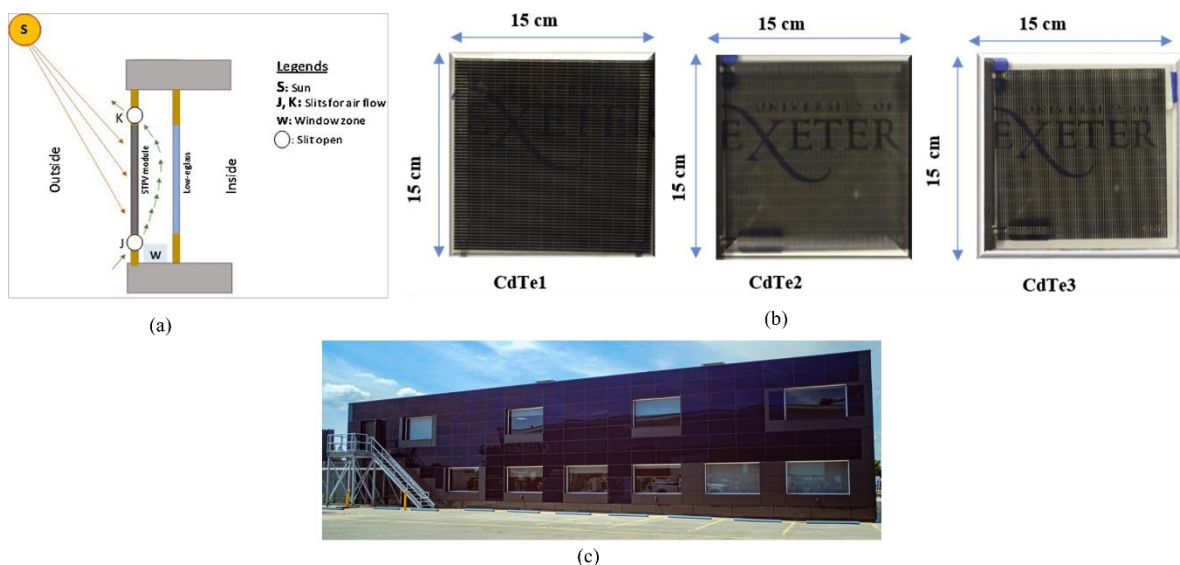 S
Legends
S: Sun
J, K: Slits for air flow
W: Window zone
: Slit open
K
Outside
STPV module
Low-e glass
Inside
J
W
(a)
15 cm
15 cm
15 cm
15 cm
15 cm
15 cm
EXETER
UNIVERSITY OF
EXETER
UNIVERSITY OF
EXETER
CdTe1
CdTe2
CdTe3
(b)
(c)